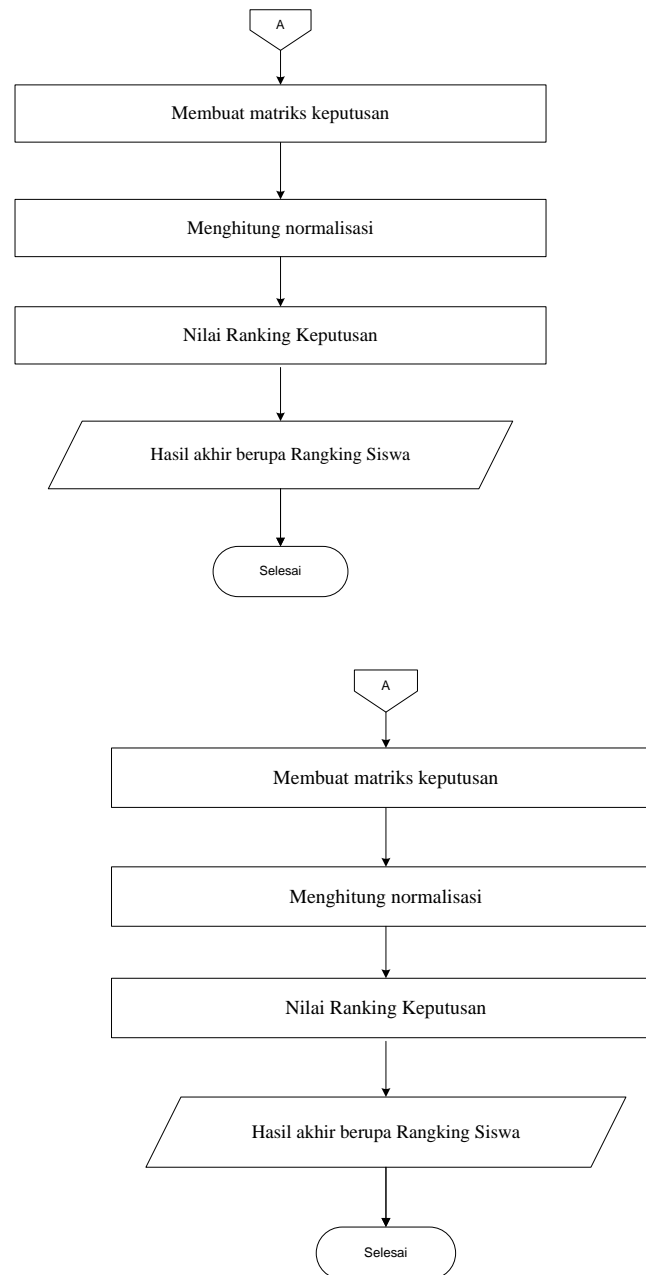 A
Membuat matriks keputusan
Menghitung normalisasi
Nilai Ranking Keputusan
Hasil akhir berupa Rangking Siswa
Selesai
A
Membuat matriks keputusan
Menghitung normalisasi
Nilai Ranking Keputusan
Hasil akhir berupa Rangking Siswa
Selesai